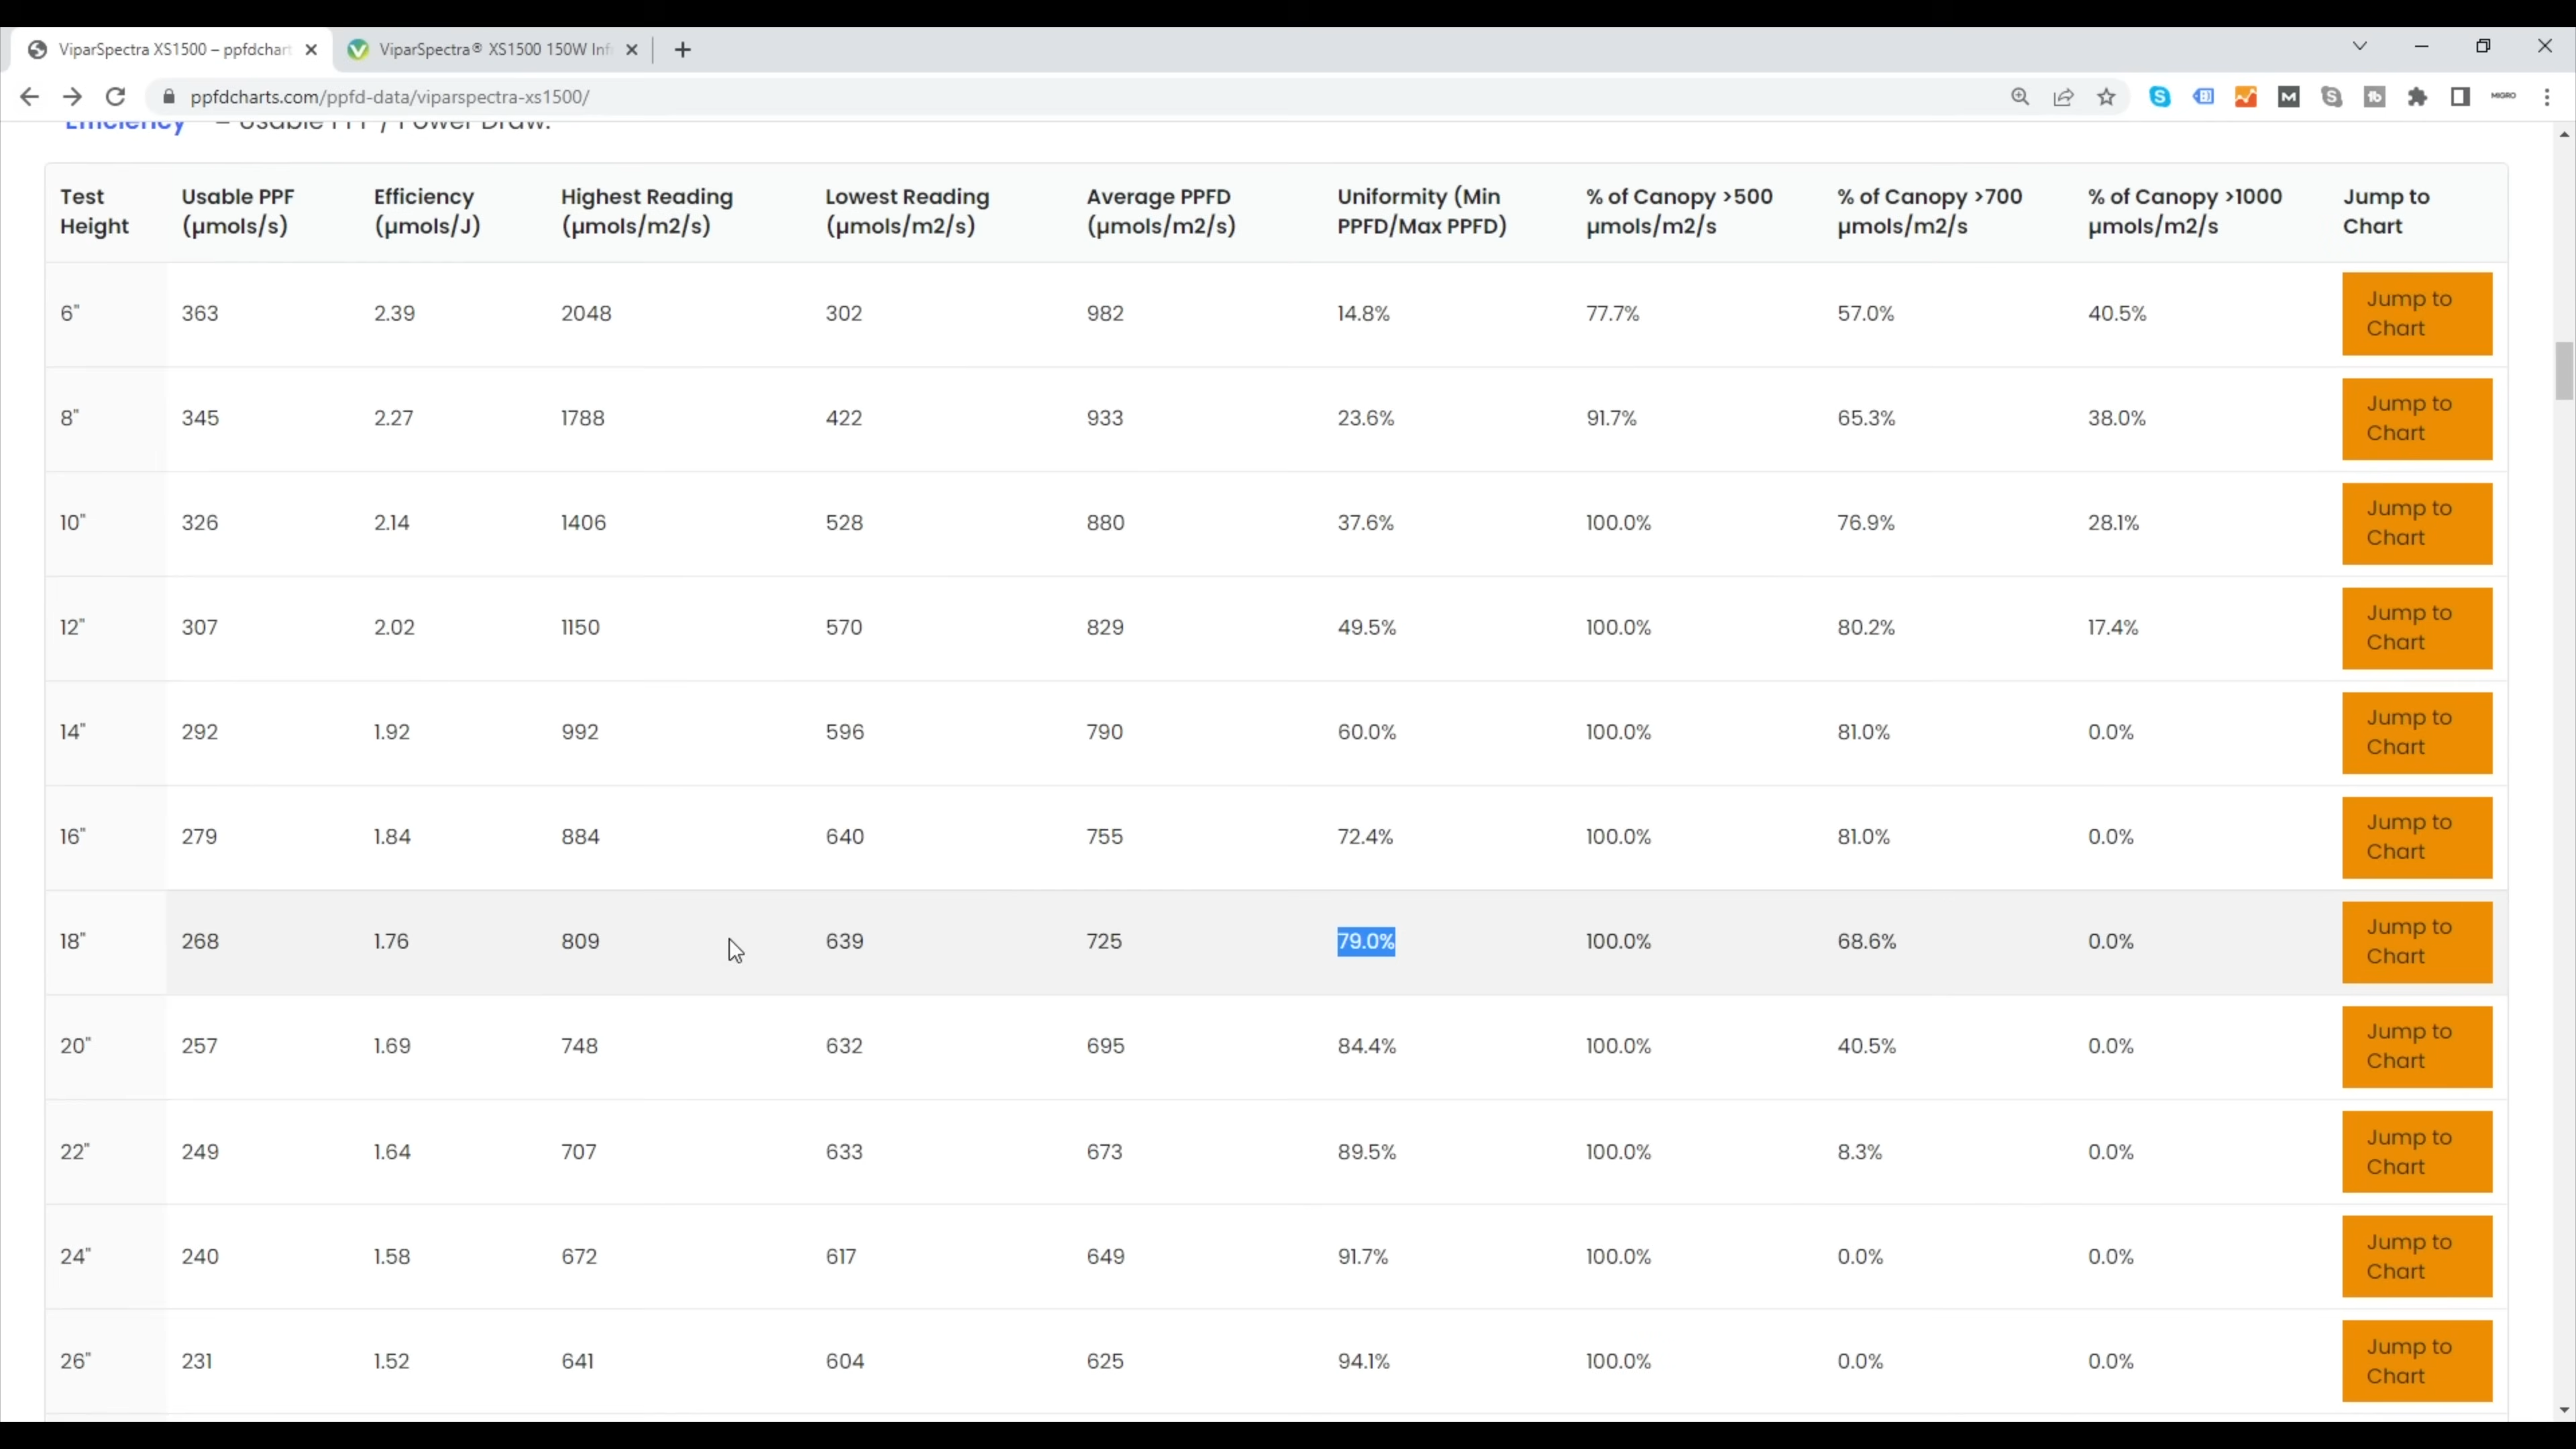 ViparSpectra XS1500 – ppfdchart
ViparSpectra® XS1500 150W Infr
ppfdcharts.com/ppfd-data/viparspectra-xs1500/
MIGRO
Efficiency – Usable PPF / Power Draw.
Test Height Usable PPF (µmols/s) Efficiency (µmols/J) Highest Reading (µmols/m2/s) Lowest Reading (µmols/m2/s) Average PPFD (µmols/m2/s) Uniformity (Min PPFD/Max PPFD) % of Canopy >500 µmols/m2/s % of Canopy >700 µmols/m2/s % of Canopy >1000 µmols/m2/s Jump to Chart
6" 363 2.39 2048 302 982 14.8% 77.7% 57.0% 40.5% Jump to Chart
8" 345 2.27 1788 422 933 23.6% 91.7% 65.3% 38.0% Jump to Chart
10" 326 2.14 1406 528 880 37.6% 100.0% 76.9% 28.1% Jump to Chart
12" 307 2.02 1150 570 829 49.5% 100.0% 80.2% 17.4% Jump to Chart
14" 292 1.92 992 596 790 60.0% 100.0% 81.0% 0.0% Jump to Chart
16" 279 1.84 884 640 755 72.4% 100.0% 81.0% 0.0% Jump to Chart
18" 268 1.76 809 639 725 79.0% 100.0% 68.6% 0.0% Jump to Chart
20" 257 1.69 748 632 695 84.4% 100.0% 40.5% 0.0% Jump to Chart
22" 249 1.64 707 633 673 89.5% 100.0% 8.3% 0.0% Jump to Chart
24" 240 1.58 672 617 649 91.7% 100.0% 0.0% 0.0% Jump to Chart
26" 231 1.52 641 604 625 94.1% 100.0% 0.0% 0.0% Jump to Chart